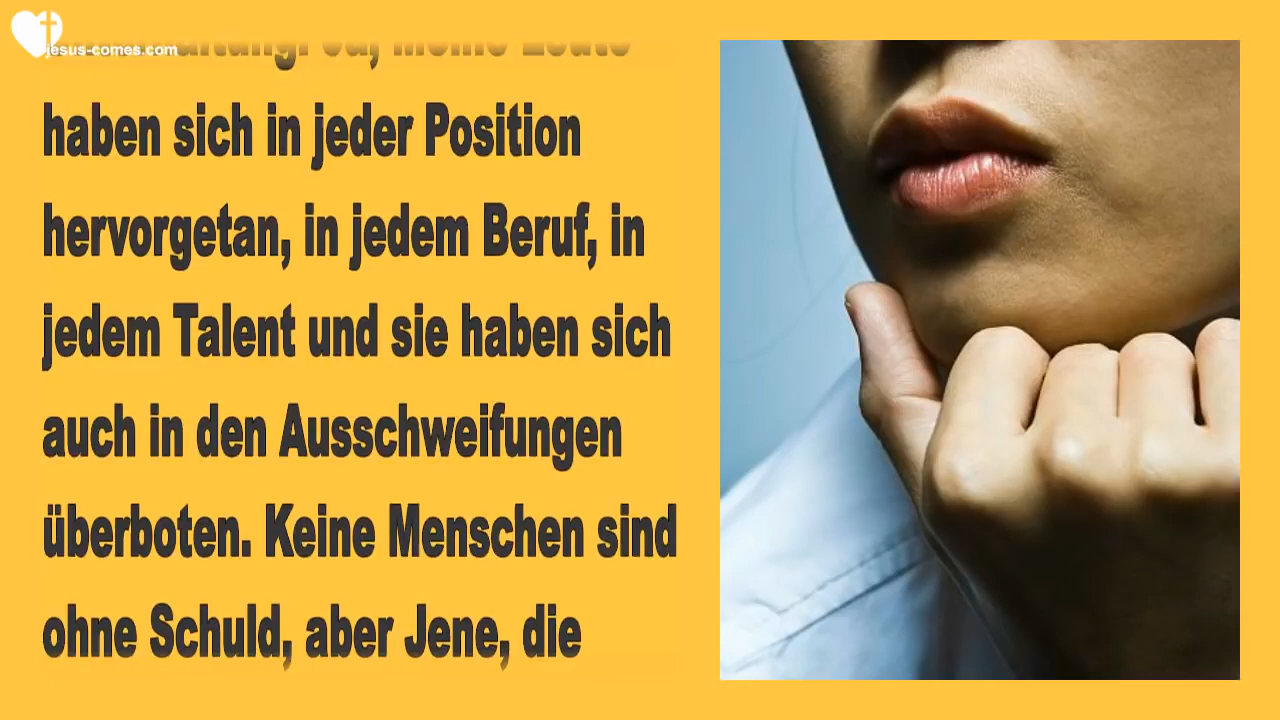 jesus-comes.com
haben sich in jeder Position
hervorgetan, in jedem Beruf, in
jedem Talent und sie haben sich
auch in den Ausschweifungen
überboten. Keine Menschen sind
ohne Schuld, aber Jene, die